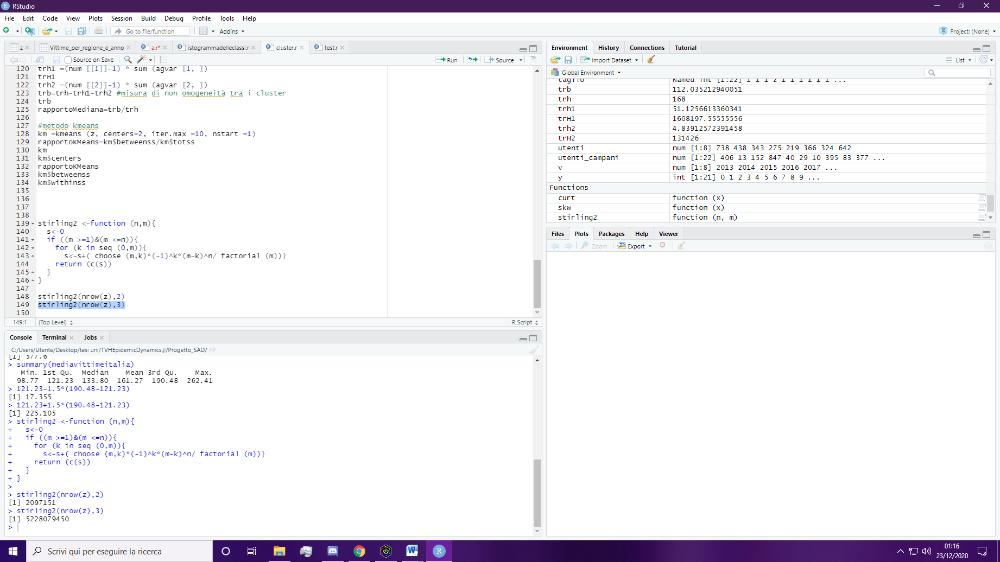 RStudio
File Edit Code View Plots Session Build Debug Profile Tools Help
Go to file/function Addins Project: (None)
z Vittime_per_regione_e_anno a.r* istogrammadelleclassi.r cluster.r test.r
Source on Save Run Source
120 trh1 =(num [[1]]-1) * sum (agvar [1, ])
121 trH1
122 trh2 =(num [[2]]-1) * sum (agvar [2, ])
123 trb=trh-trh1-trh2 #misura di non omogeneità tra i cluster
124 trb
125 rapportoMediana=trb/trh
126
127 #metodo kmeans
128 km =kmeans (z, centers=2, iter.max =10, nstart =1)
129 rapportoKMeans=km$betweenss/km$totss
130 km
131 km$centers
132 rapportoKMeans
133 km$betweenss
134 km$withinss
135
136
137
138
139 stirling2 <-function (n,m){
140 s<-0
141 if ((m >=1)&(m <=n)){
142 for (k in seq (0,m)){
143 s<-s+( choose (m,k)*(-1)^k*(m-k)^n/ factorial (m))}
144 return (c(s))
145 }
146 }
147
148 stirling2(nrow(z),2)
149 stirling2(nrow(z),3)
150
149:1 (Top Level) R Script
Console Terminal Jobs
C:/Users/Utente/Desktop/tesi uni/TVHEpidemicDynamics.jl/Progetto_SAD/
[1] 377.6
> summary(mediavittimeitalia)
Min. 1st Qu. Median Mean 3rd Qu. Max.
98.77 121.23 133.80 161.27 190.48 262.41
> 121.23-1.5*(190.48-121.23)
[1] 17.355
> 121.23+1.5*(190.48-121.23)
[1] 225.105
> stirling2 <-function (n,m){
+ s<-0
+ if ((m >=1)&(m <=n)){
+ for (k in seq (0,m)){
+ s<-s+( choose (m,k)*(-1)^k*(m-k)^n/ factorial (m))}
+ return (c(s))
+ }
+ }
>
> stirling2(nrow(z),2)
[1] 2097151
> stirling2(nrow(z),3)
[1] 5228079450
>
Environment History Connections Tutorial
Import Dataset List
Global Environment
taglio Named int [1:22] 1 1 1 2 1 1 1 1 1 1 ...
trb 112.035212940051
trh 168
trh1 51.1256613360341
trH1 1608197.55555556
trh2 4.83912572391458
trH2 131426
utenti num [1:8] 738 438 343 275 219 366 324 642
utenti_campani num [1:22] 406 13 152 847 40 29 10 395 83 377 ...
v num [1:8] 2013 2014 2015 2016 2017 ...
y int [1:21] 0 1 2 3 4 5 6 7 8 9 ...
Functions
curt function (x)
skw function (x)
stirling2 function (n, m)
Files Plots Packages Help Viewer
Zoom Export
Scrivi qui per eseguire la ricerca
01:16
23/12/2020